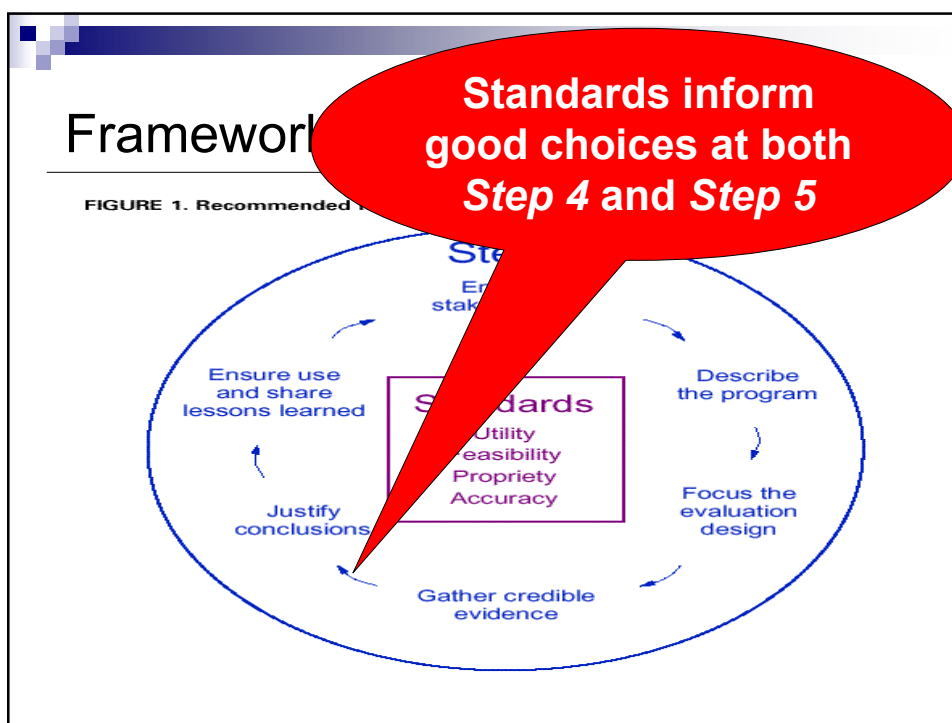 Standards inform
good choices at both
Step 4 and Step 5
Framework
FIGURE 1. Recommended
Ensure use
and share
lessons learned
Describe
the program
Standards
Utility
Feasibility
Propriety
Accuracy
Justify
conclusions
Focus the
evaluation
design
Gather credible
evidence